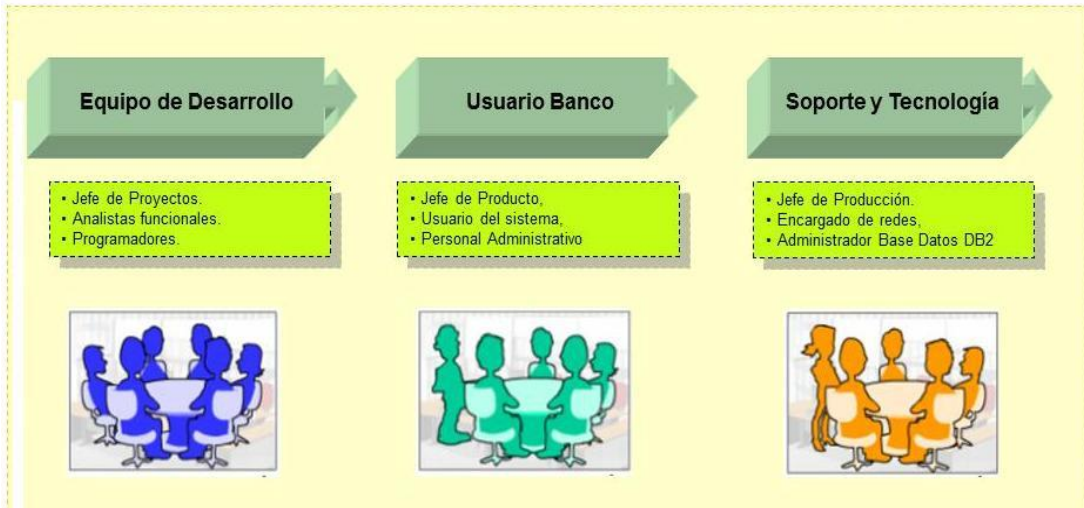 Equipo de Desarrollo
Usuario Banco
Soporte y Tecnología
• Jefe de Proyectos.
• Analistas funcionales.
• Programadores.
• Jefe de Producto,
• Usuario del sistema,
• Personal Administrativo
• Jefe de Producción.
• Encargado de redes,
• Administrador Base Datos DB2